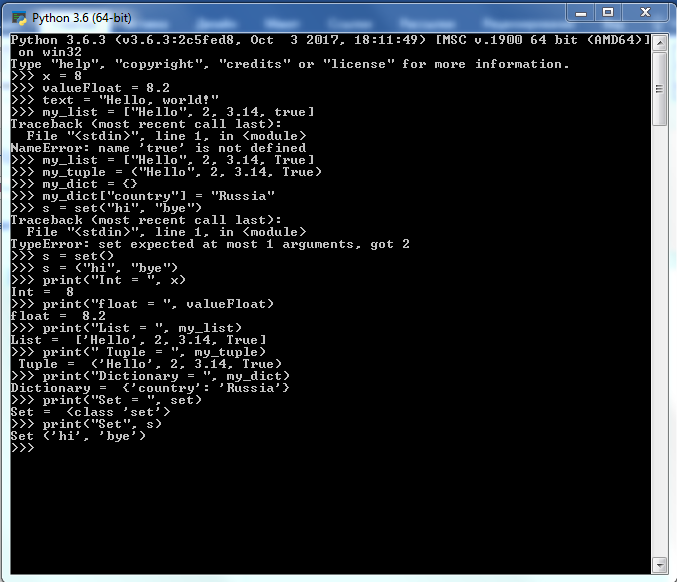 Python 3.6 (64-bit)
Python 3.6.3 (v3.6.3:2c5fed8, Oct  3 2017, 18:11:49) [MSC v.1900 64 bit (AMD64)]
 on win32
Type "help", "copyright", "credits" or "license" for more information.
>>> x = 8
>>> valueFloat = 8.2
>>> text = "Hello, world!"
>>> my_list = ["Hello", 2, 3.14, true]
Traceback (most recent call last):
  File "<stdin>", line 1, in <module>
NameError: name 'true' is not defined
>>> my_list = ["Hello", 2, 3.14, True]
>>> my_tuple = ("Hello", 2, 3.14, True)
>>> my_dict = {}
>>> my_dict["country"] = "Russia"
>>> s = set("hi", "bye")
Traceback (most recent call last):
  File "<stdin>", line 1, in <module>
TypeError: set expected at most 1 arguments, got 2
>>> s = set()
>>> s = ("hi", "bye")
>>> print("Int = ", x)
Int =  8
>>> print("float = ", valueFloat)
float =  8.2
>>> print("List = ", my_list)
List =  ['Hello', 2, 3.14, True]
>>> print(" Tuple = ", my_tuple)
 Tuple =  ('Hello', 2, 3.14, True)
>>> print("Dictionary = ", my_dict)
Dictionary =  {'country': 'Russia'}
>>> print("Set = ", set)
Set =  <class 'set'>
>>> print("Set", s)
Set ('hi', 'bye')
>>>